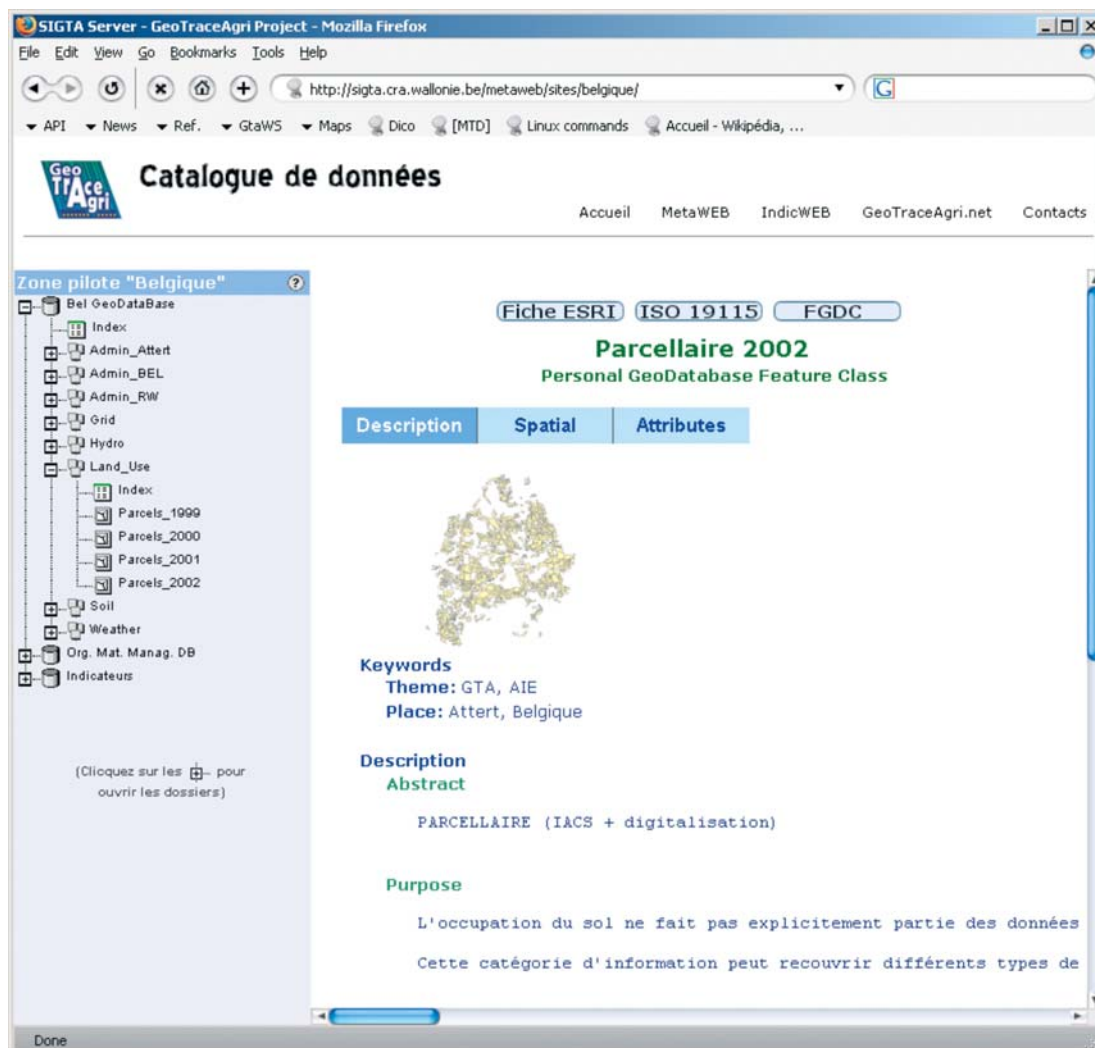 SIGTA Server - GeoTraceAgri Project - Mozilla Firefox
File Edit View Go Bookmarks Tools Help
http://sigta.cra.wallonie.be/metaweb/sites/belgique/
G
API News Ref. GtaWS Maps Dico [MTD] Linux commands Accueil - Wikipédia, ...
Geo TrAce Agri
Catalogue de données
Accueil MetaWEB IndicWEB GeoTraceAgri.net Contacts
Zone pilote "Belgique" ?
Bel GeoDataBase
Index
Admin_Attert
Admin_BEL
Admin_RW
Grid
Hydro
Land_Use
Index
Parcels_1999
Parcels_2000
Parcels_2001
Parcels_2002
Soil
Weather
Org. Mat. Manag. DB
Indicateurs
(Clicquez sur les pour
ouvrir les dossiers)
Fiche ESRI ISO 19115 FGDC
Parcellaire 2002
Personal GeoDatabase Feature Class
Description Spatial Attributes
Keywords
Theme: GTA, AIE
Place: Attert, Belgique
Description
Abstract
PARCELLAIRE (IACS + digitalisation)
Purpose
L'occupation du sol ne fait pas explicitement partie des données
Cette catégorie d'information peut recouvrir différents types de
Done